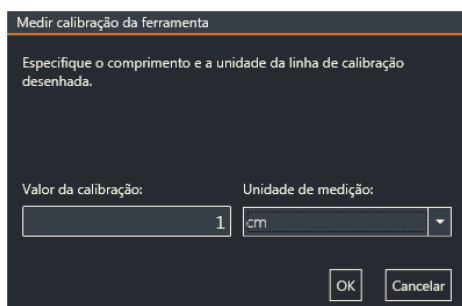 Medir calibração da ferramenta
Especifique o comprimento e a unidade da linha de calibração
desenhada.
Valor da calibração: Unidade de medição:
1 cm
OK Cancelar